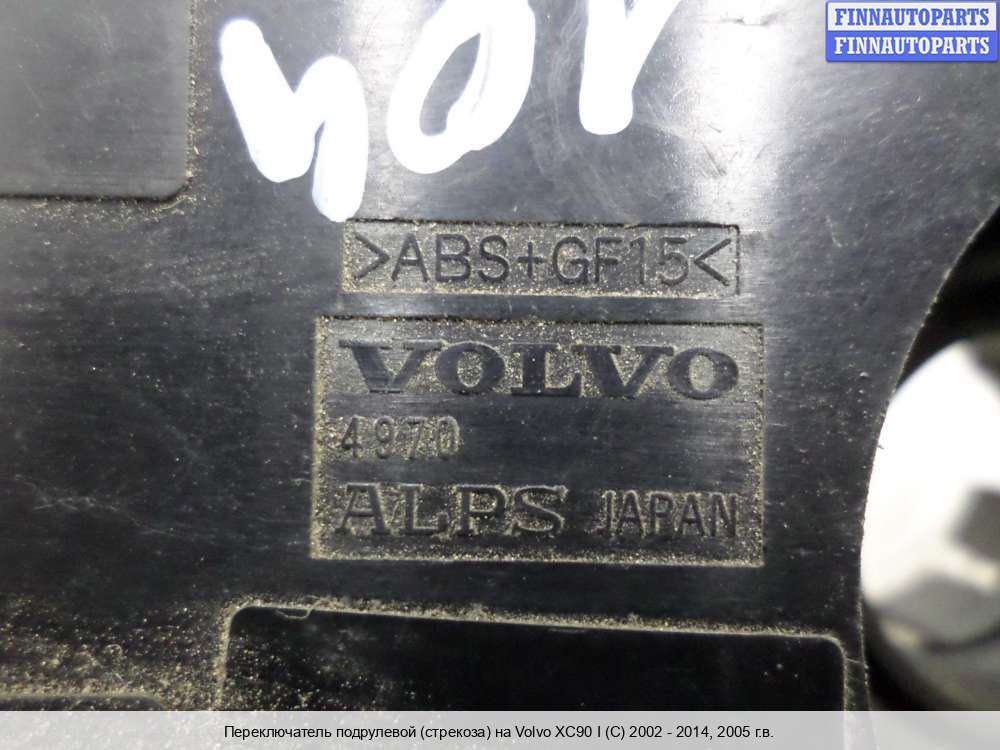 FINNAUTOPARTS
FINNAUTOPARTS
>ABS+GF15<
VOLVO
4970
ALPS JAPAN
Переключатель подрулевой (стрекоза) на Volvo XC90 I (C) 2002 - 2014, 2005 г.в.